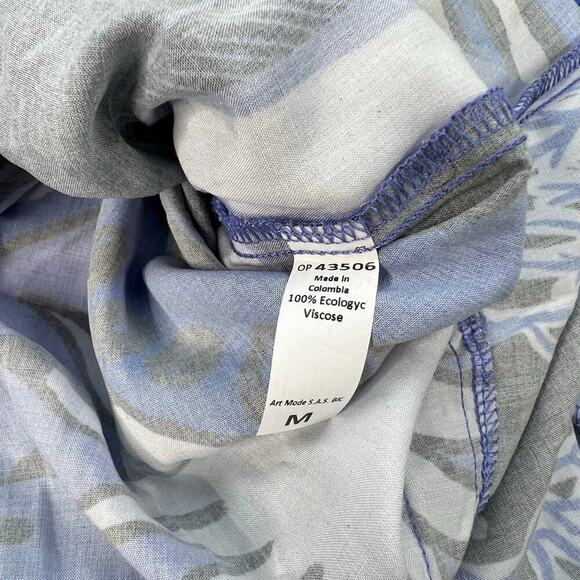 OP 43506
Made in
Colombia
100% Ecologyc
Viscose
Art Mode S.A.S. BIC
M